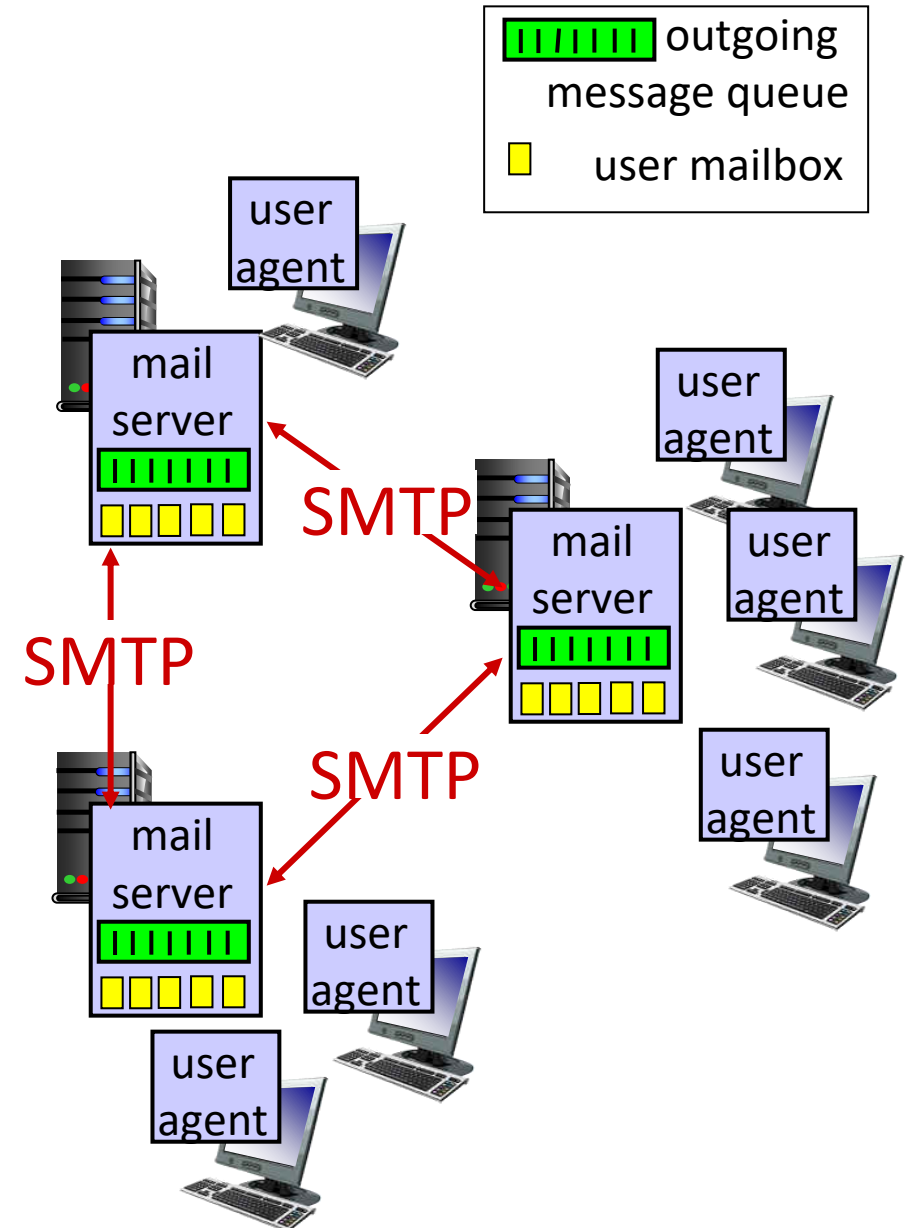 outgoing
message queue
user mailbox
user
agent
mail
server
SMTP
user
agent
user
agent
mail
server
SMTP
SMTP
user
agent
mail
server
user
agent
user
agent